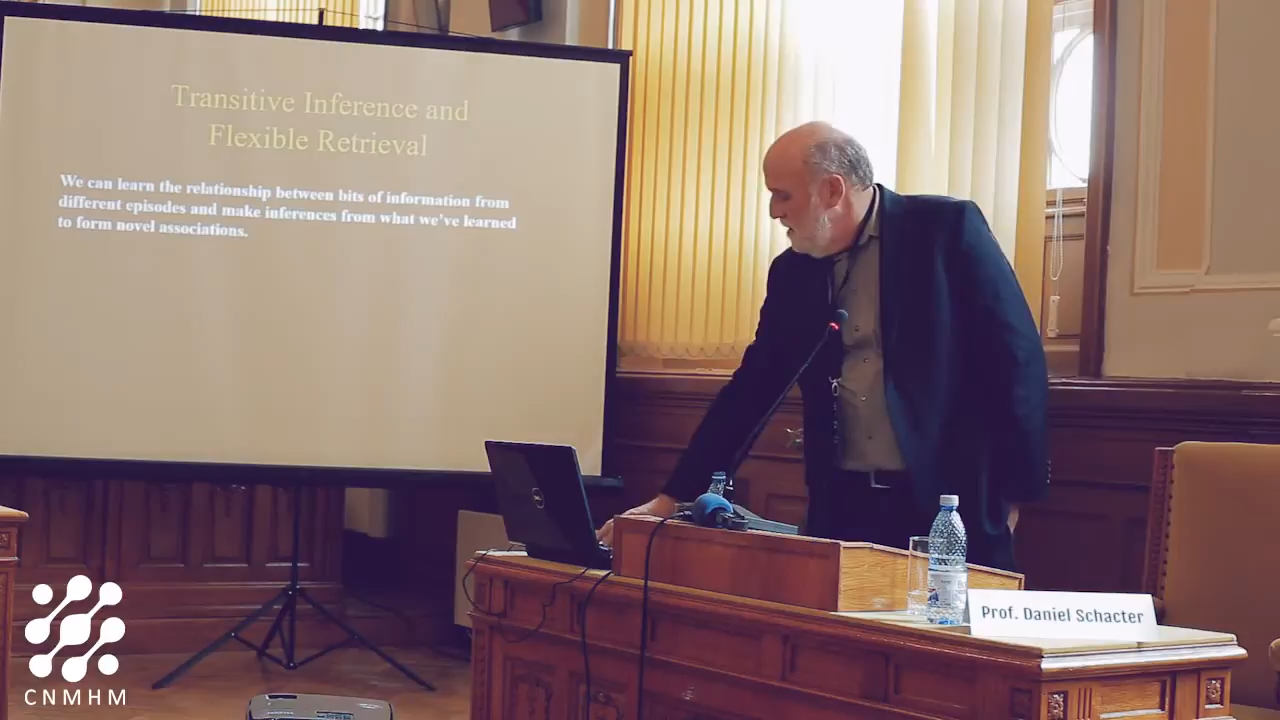 Transitive Inference and
Flexible Retrieval
We can learn the relationship between bits of information from
different episodes and make inferences from what we've learned
to form novel associations.
Prof. Daniel Schacter
CNMHM